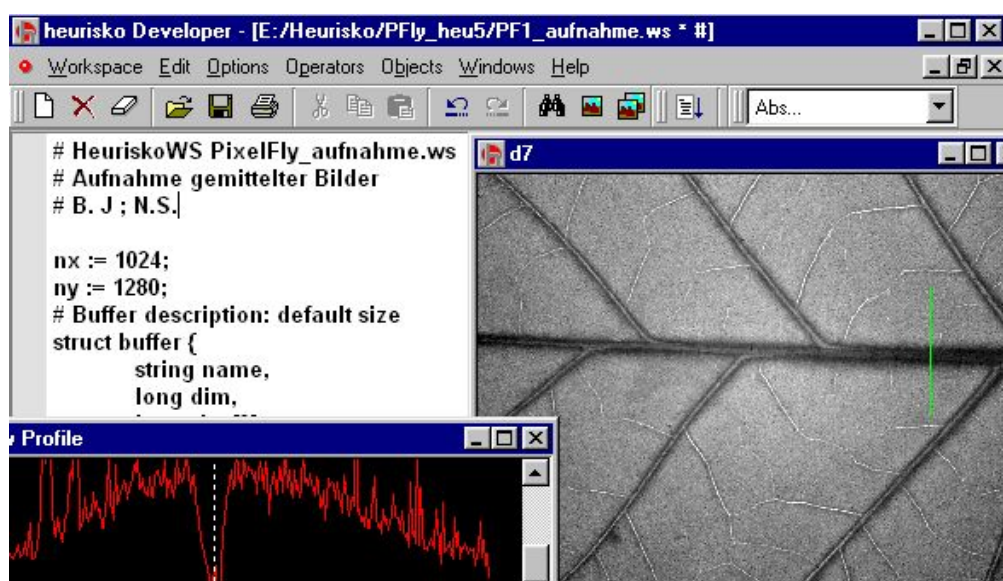 heurisko Developer - [E:/Heurisko/PFly_heu5/PF1_aufnahme.ws * #]
Workspace Edit Options Operators Objects Windows Help
Abs...
# HeuriskoWS PixelFly_aufnahme.ws
# Aufnahme gemittelter Bilder
# B. J ; N.S.
nx := 1024;
ny := 1280;
# Buffer description: default size
struct buffer {
string name,
long dim,
d7
Profile